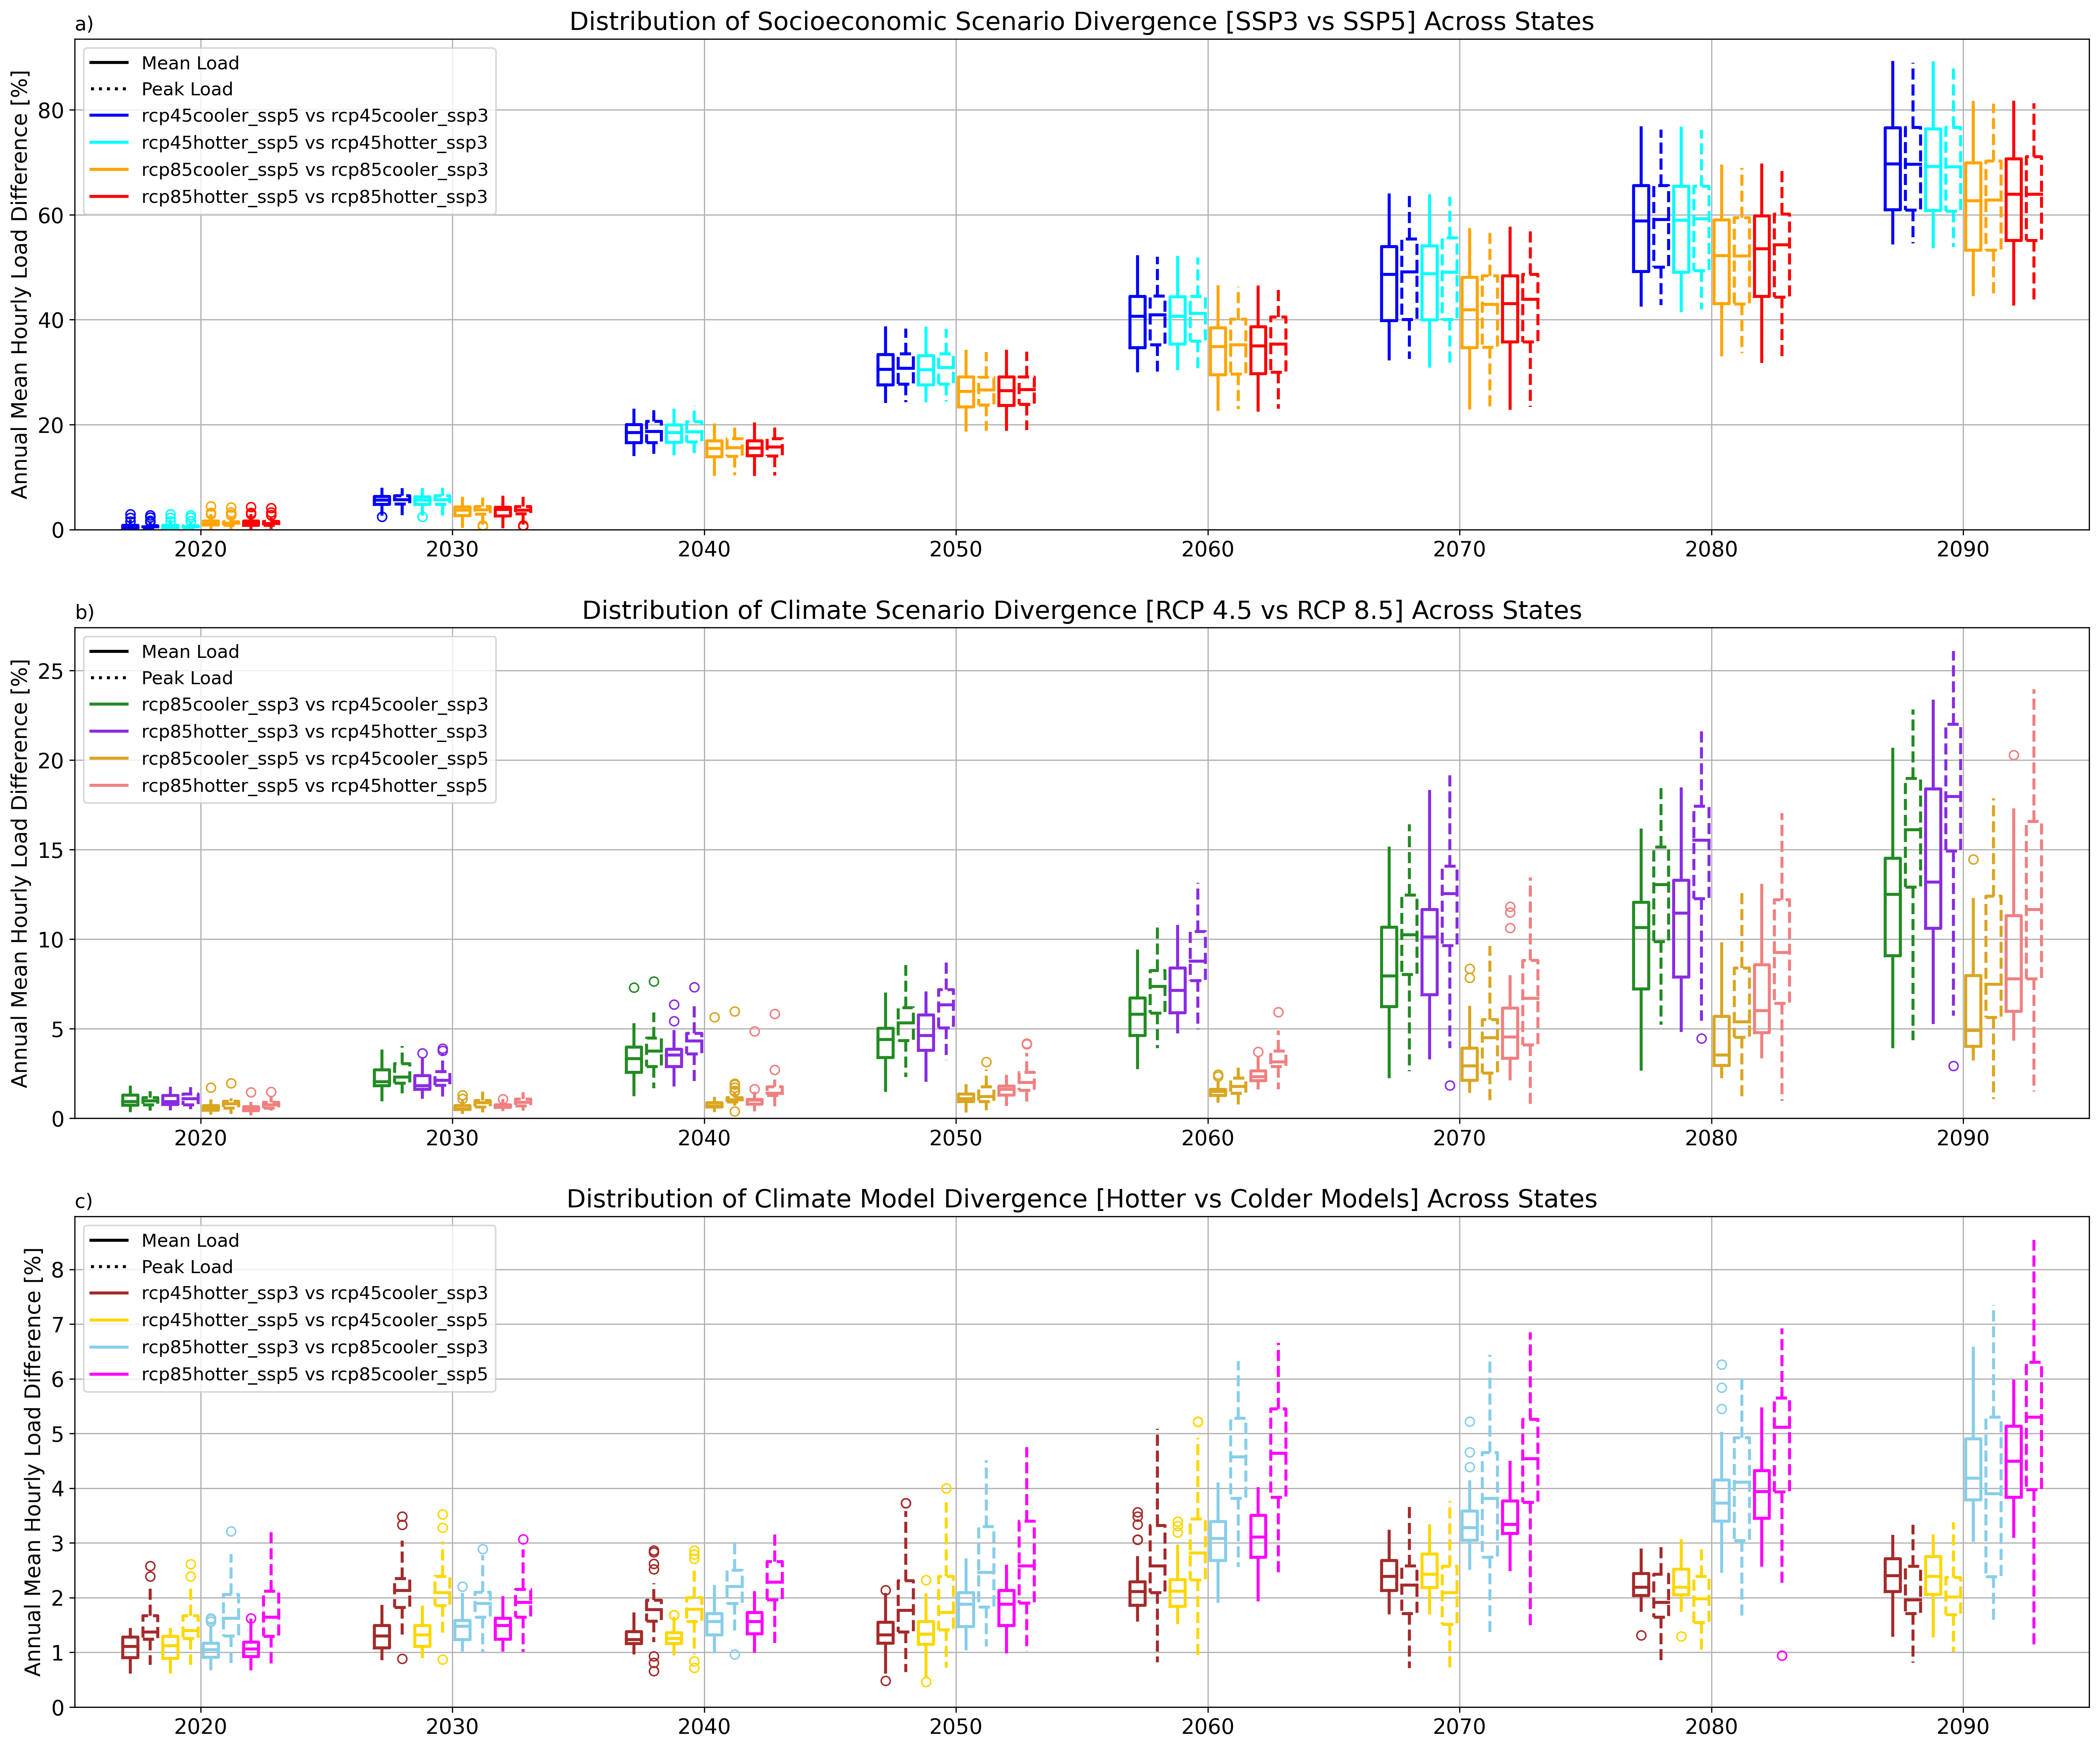 a)
Distribution of Socioeconomic Scenario Divergence [SSP3 vs SSP5] Across States
Annual Mean Hourly Load Difference [%]
Mean Load
Peak Load
rcp45cooler_ssp5 vs rcp45cooler_ssp3
rcp45hotter_ssp5 vs rcp45hotter_ssp3
rcp85cooler_ssp5 vs rcp85cooler_ssp3
rcp85hotter_ssp5 vs rcp85hotter_ssp3
80
60
40
20
0
2020 2030 2040 2050 2060 2070 2080 2090
b)
Distribution of Climate Scenario Divergence [RCP 4.5 vs RCP 8.5] Across States
Annual Mean Hourly Load Difference [%]
Mean Load
Peak Load
rcp85cooler_ssp3 vs rcp45cooler_ssp3
rcp85hotter_ssp3 vs rcp45hotter_ssp3
rcp85cooler_ssp5 vs rcp45cooler_ssp5
rcp85hotter_ssp5 vs rcp45hotter_ssp5
25
20
15
10
5
0
2020 2030 2040 2050 2060 2070 2080 2090
c)
Distribution of Climate Model Divergence [Hotter vs Colder Models] Across States
Annual Mean Hourly Load Difference [%]
Mean Load
Peak Load
rcp45hotter_ssp3 vs rcp45cooler_ssp3
rcp45hotter_ssp5 vs rcp45cooler_ssp5
rcp85hotter_ssp3 vs rcp85cooler_ssp3
rcp85hotter_ssp5 vs rcp85cooler_ssp5
8
7
6
5
4
3
2
1
0
2020 2030 2040 2050 2060 2070 2080 2090